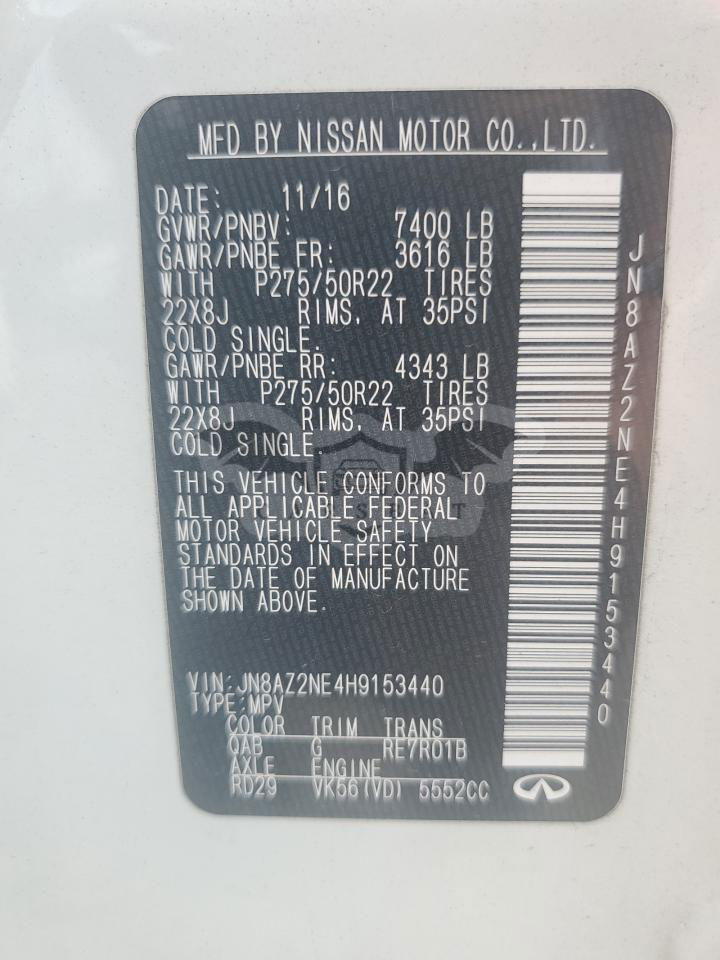 MFD BY NISSAN MOTOR CO.,LTD.
DATE: 11/16
GVWR/PNBV: 7400 LB
GAWR/PNBE FR: 3616 LB
WITH P275/50R22 TIRES
22X8J RIMS, AT 35PSI
COLD SINGLE.
GAWR/PNBE RR: 4343 LB
WITH P275/50R22 TIRES
22X8J RIMS, AT 35PSI
COLD SINGLE.
THIS VEHICLE CONFORMS TO
ALL APPLICABLE FEDERAL
MOTOR VEHICLE SAFETY
STANDARDS IN EFFECT ON
THE DATE OF MANUFACTURE
SHOWN ABOVE.
VIN:JN8AZ2NE4H9153440
TYPE:MPV
COLOR TRIM TRANS
QAB G RE7R01B
AXLE ENGINE
RD29 VK56(VD) 5552CC
JN8AZ2NE4H9153440